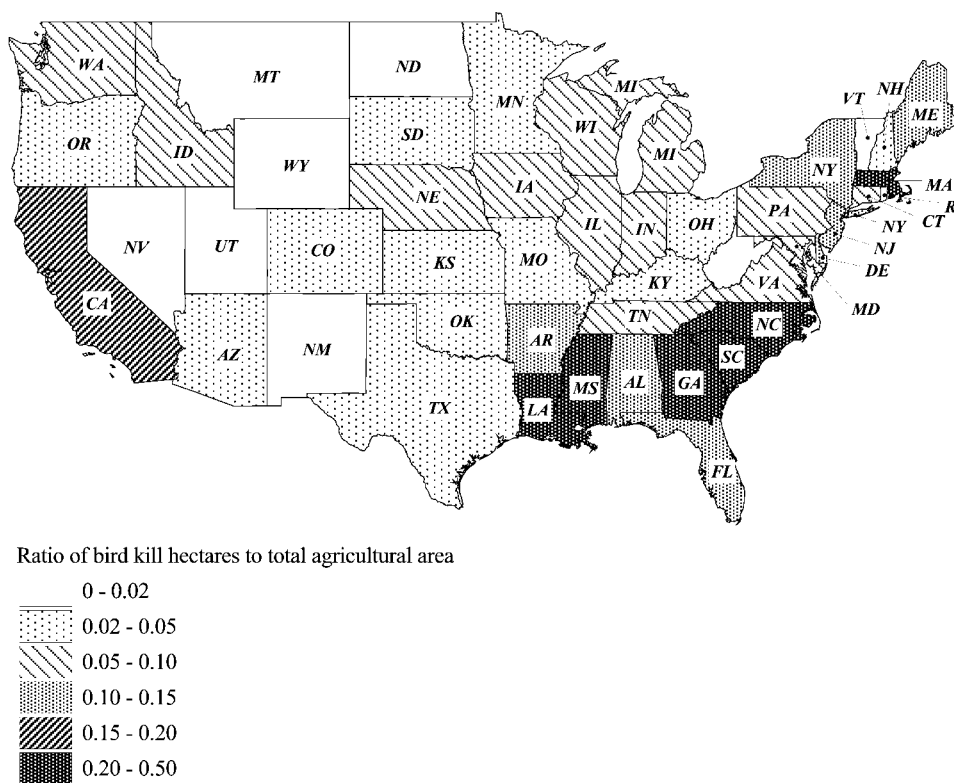 WA
MT
ND
MN
MI
VT
NH
ME
OR
ID
WY
SD
WI
MI
NY
MA
R
CT
NY
NJ
DE
MD
NE
IA
IL
IN
OH
PA
NV
UT
CO
KS
MO
KY
VA
CA
AZ
NM
OK
AR
TN
NC
SC
TX
LA
MS
AL
GA
FL
Ratio of bird kill hectares to total agricultural area
0 - 0.02
0.02 - 0.05
0.05 - 0.10
0.10 - 0.15
0.15 - 0.20
0.20 - 0.50